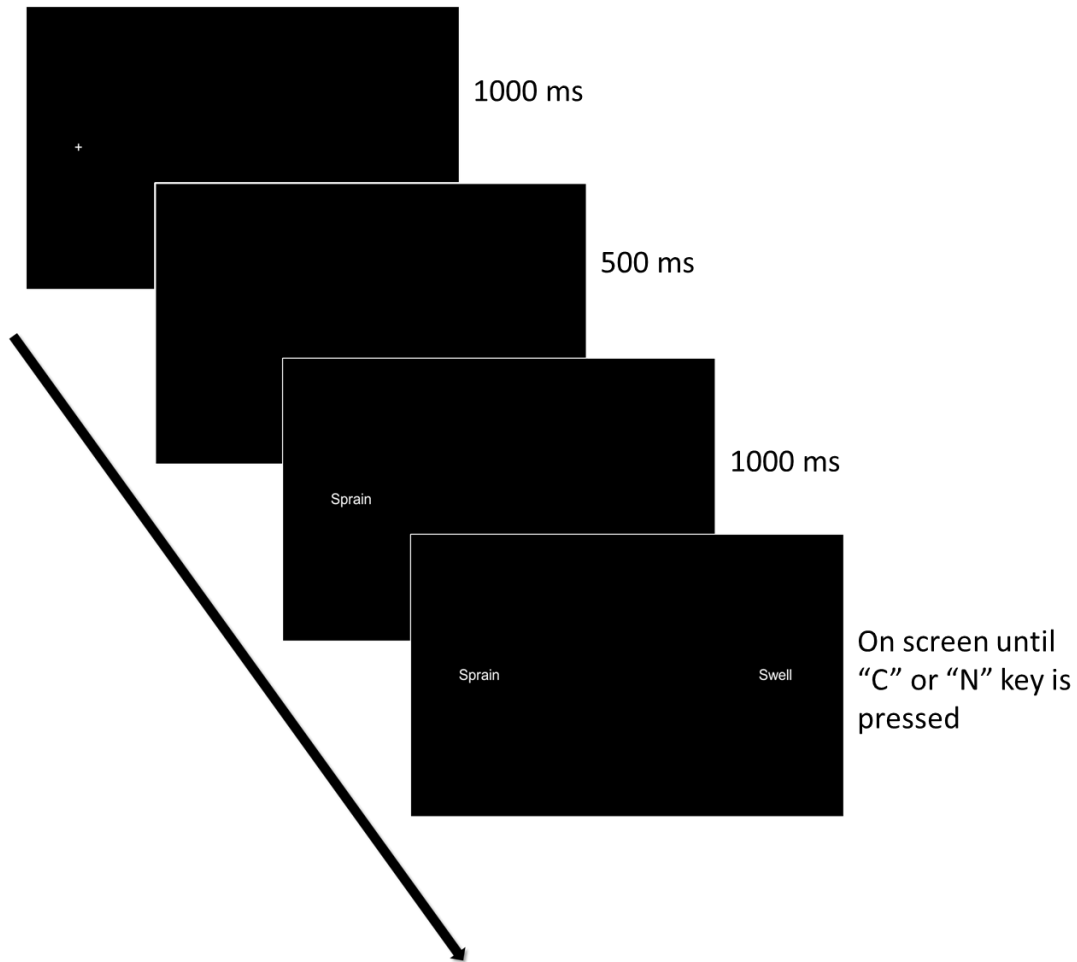 +
1000 ms
500 ms
1000 ms
Sprain
Sprain Swell
On screen until
“C” or “N” key is
pressed